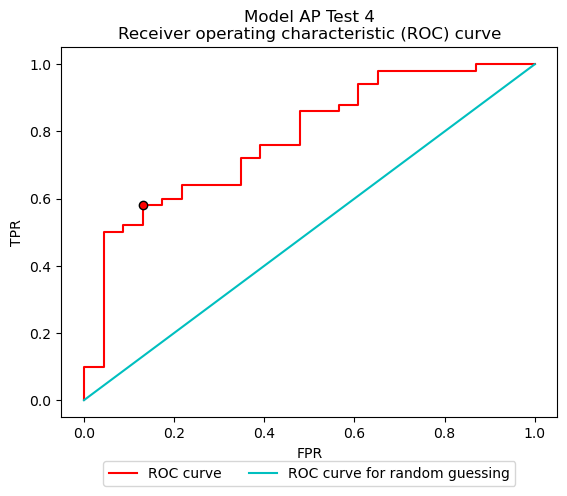 Model AP Test 4
Receiver operating characteristic (ROC) curve
1.0
0.8
0.6
0.4
0.2
0.0
TPR
0.0 0.2 0.4 0.6 0.8 1.0
FPR
ROC curve ROC curve for random guessing